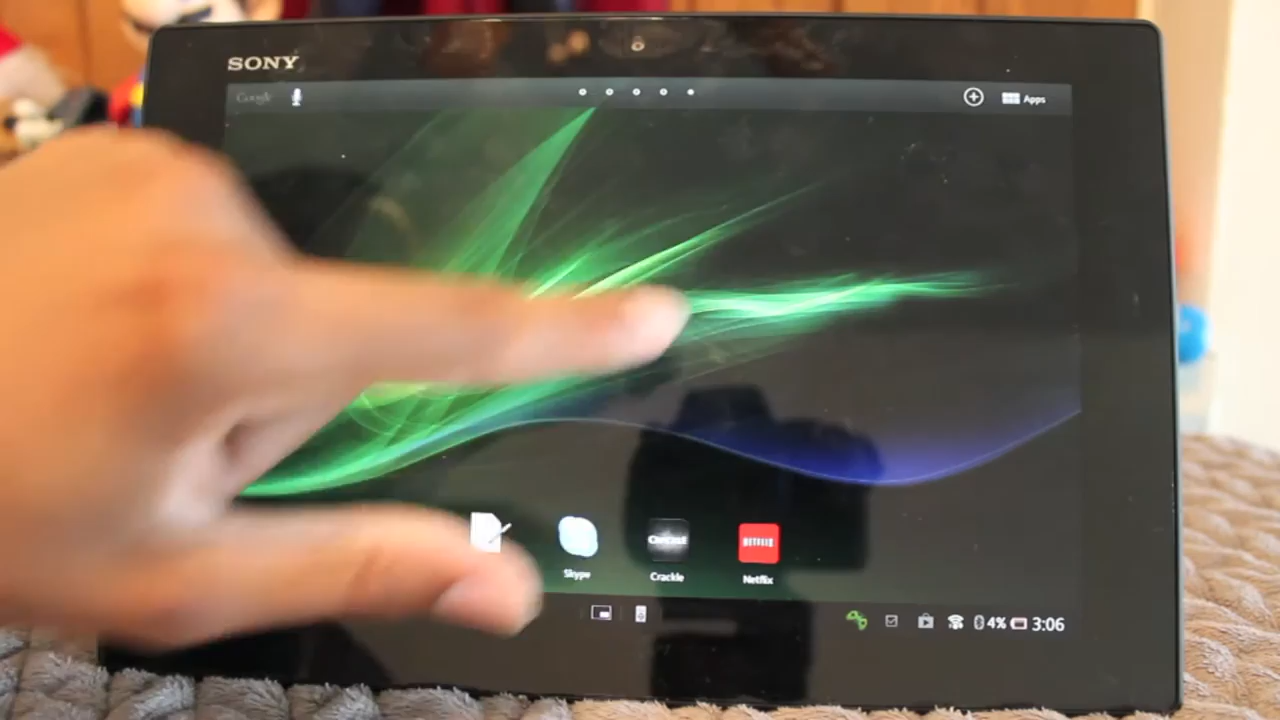 SONY
Google
Apps
Skype
Crackle
NETFLIX
Netflix
4%
3:06